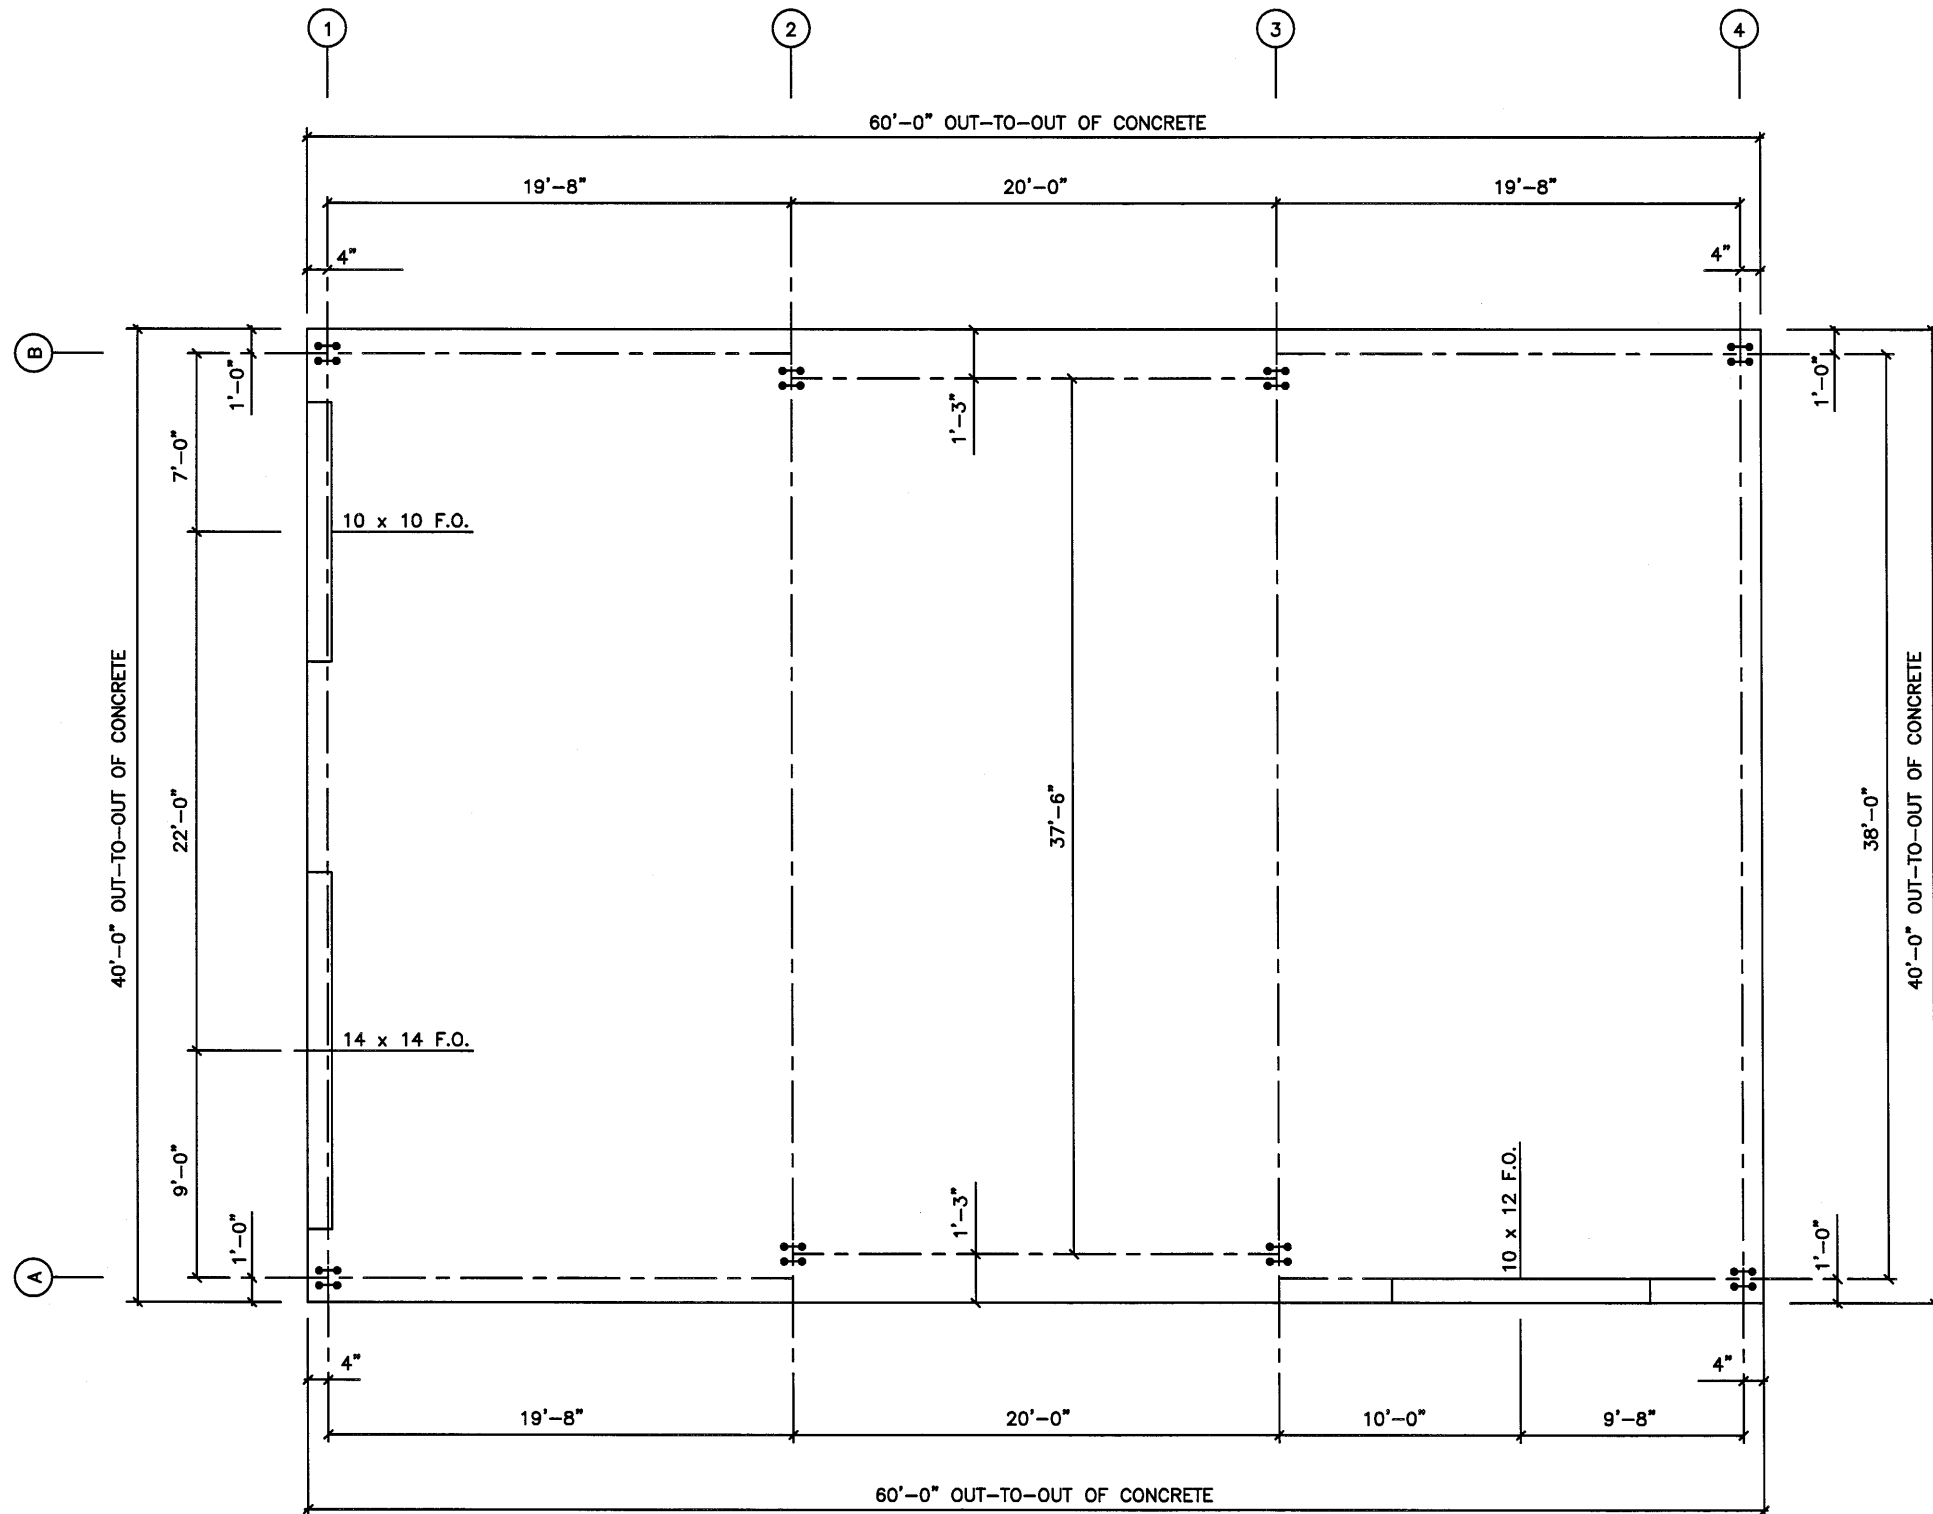 1 2 3 4
60'-0" OUT-TO-OUT OF CONCRETE
19'-8" 20'-0" 19'-8"
4" 4"
B
1'-0" 1'-3" 1'-0"
7'-0"
10 x 10 F.O.
40'-0" OUT-TO-OUT OF CONCRETE
22'-0"
37'-6"
38'-0"
40'-0" OUT-TO-OUT OF CONCRETE
14 x 14 F.O.
9'-0"
1'-0" 1'-3" 10 x 12 F.O. 1'-0"
A
4" 4"
19'-8" 20'-0" 10'-0" 9'-8"
60'-0" OUT-TO-OUT OF CONCRETE